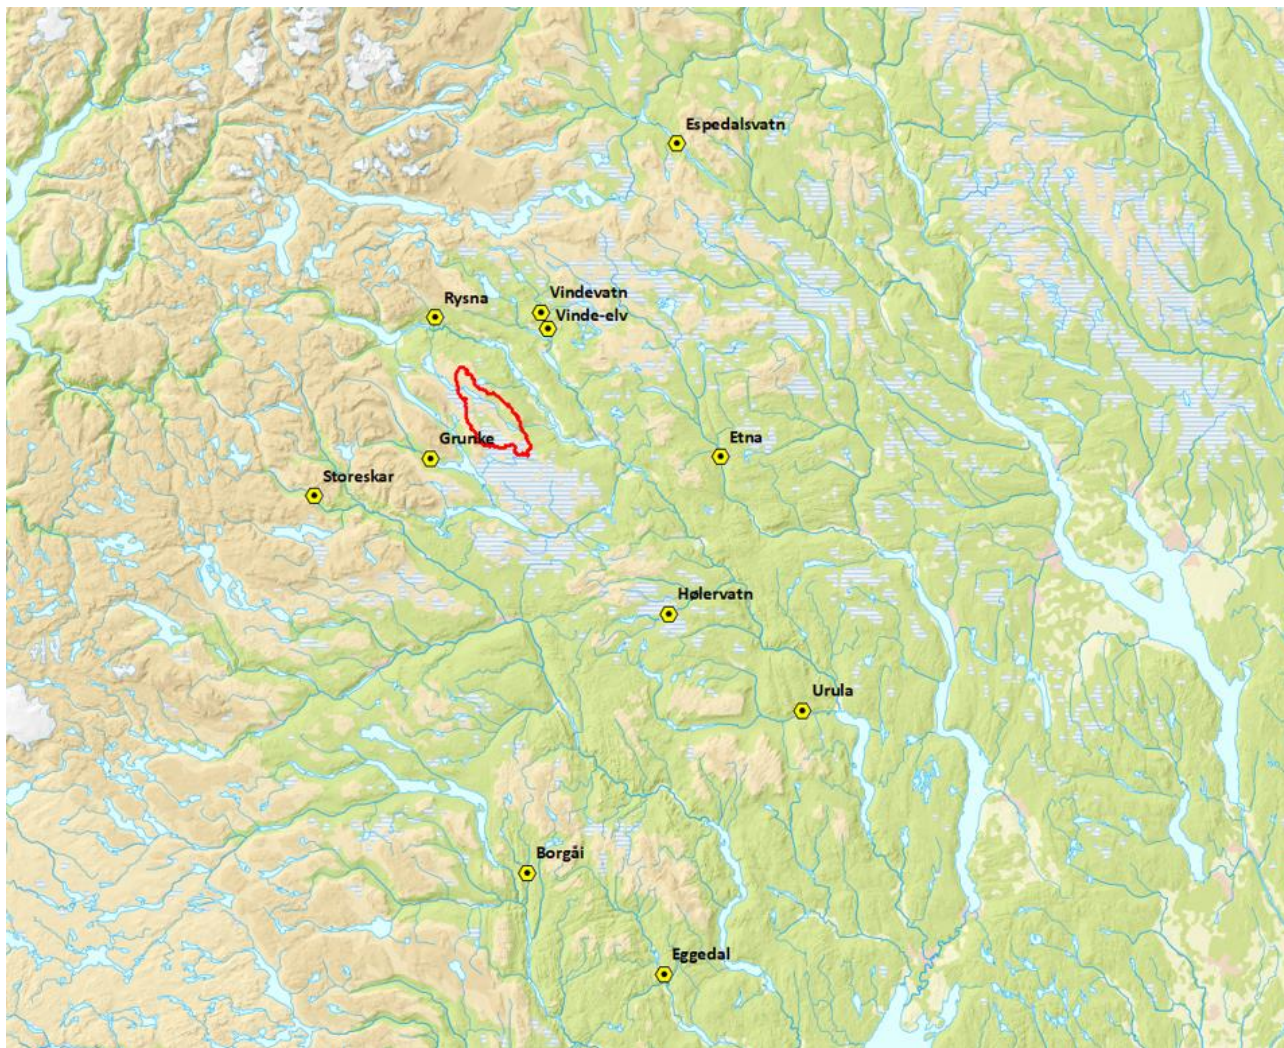 Espedalsvatn
Vindevatn
Rysna
Vinde-elv
Etna
Grunke
Storeskar
Hølervatn
Urula
Borgåi
Eggedal